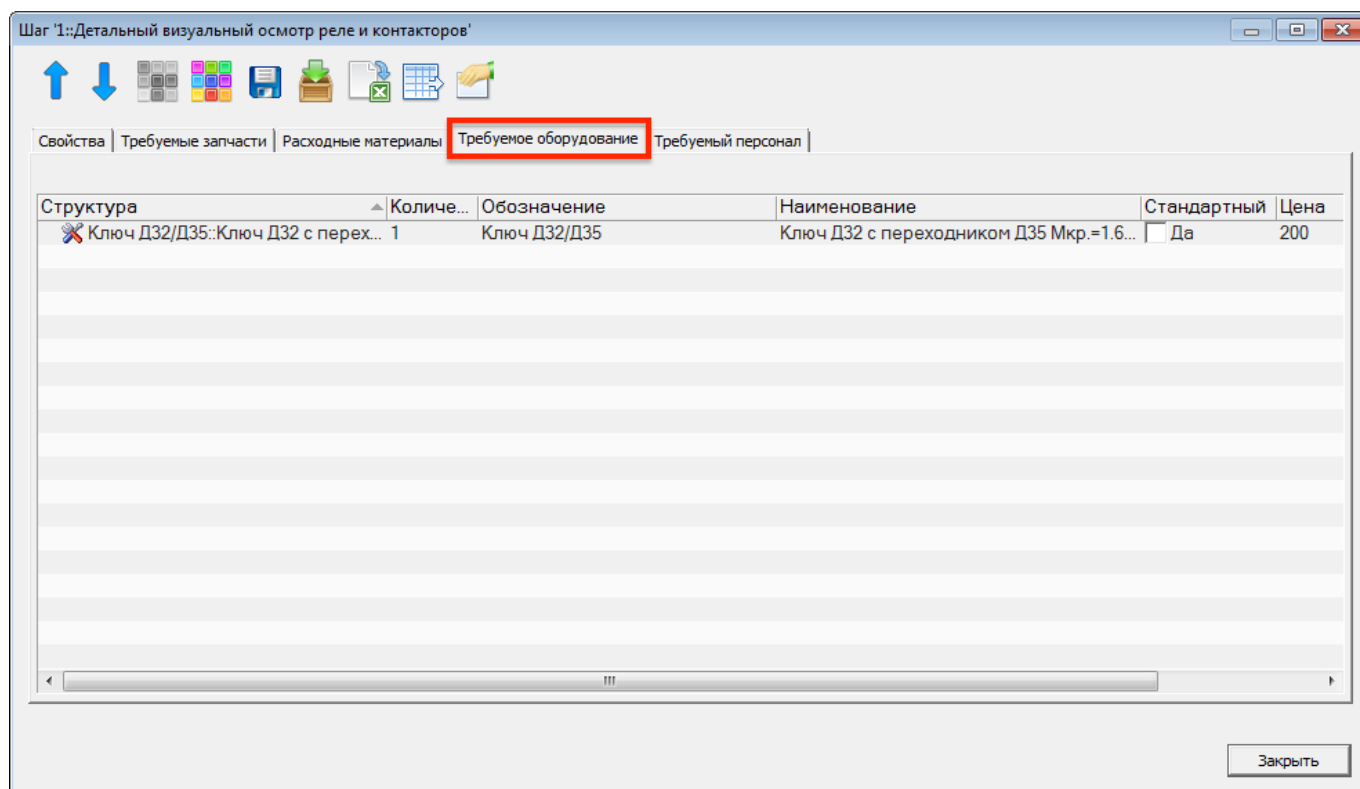 Шаг '1::Детальный визуальный осмотр реле и контакторов'
Свойства Требуемые запчасти Расходные материалы Требуемое оборудование Требуемый персонал
Структура Количе... Обозначение Наименование Стандартный Цена
Ключ Д32/Д35::Ключ Д32 с перех... 1 Ключ Д32/Д35 Ключ Д32 с переходником Д35 Мкр.=1.6... Да 200
Закрыть